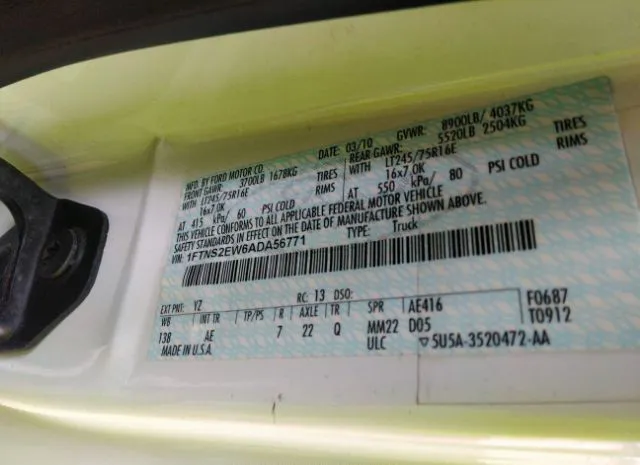 MFD. BY FORD MOTOR CO.
DATE: 03/10 GVWR: 8900LB/ 4037KG
FRONT GAWR: 3700LB 1678KG
REAR GAWR: 5520LB 2504KG
WITH LT245/75R16E TIRES
WITH LT245/75R16E TIRES
16x7.0K RIMS
16x7.0K RIMS
AT 415 kPa/ 60 PSI COLD
AT 550 kPa/ 80 PSI COLD
THIS VEHICLE CONFORMS TO ALL APPLICABLE FEDERAL MOTOR VEHICLE
SAFETY STANDARDS IN EFFECT ON THE DATE OF MANUFACTURE SHOWN ABOVE.
VIN: 1FTNS2EW6ADA56771
TYPE: Truck
EXT PNT: YZ RC: 13 DSO:
WB INT TR TP/PS R AXLE TR SPR AE416 F0687
138 AE 7 22 Q MM22 D05 T0912
MADE IN U.S.A. ULC ▽5U5A-3520472-AA